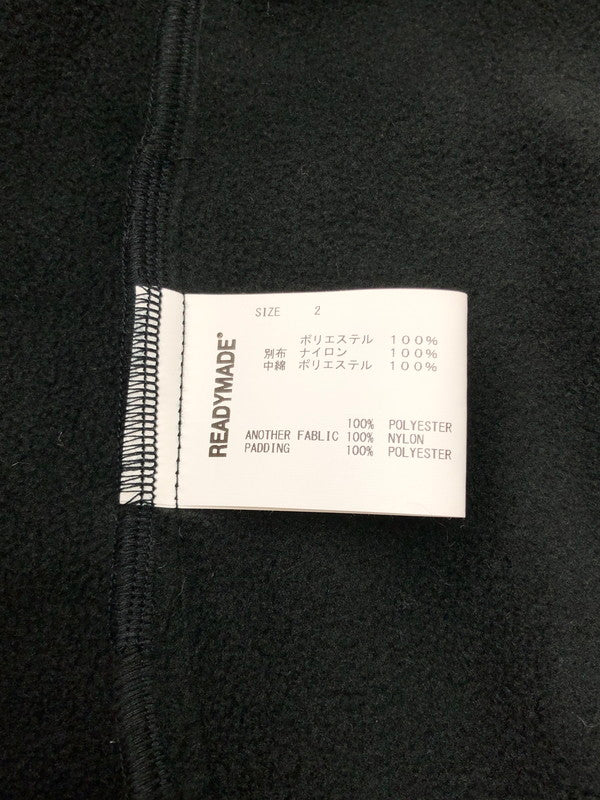 READYMADE®
SIZE 2
ポリエステル 100%
別布 ナイロン 100%
中綿 ポリエステル 100%
100% POLYESTER
ANOTHER FABLIC 100% NYLON
PADDING 100% POLYESTER